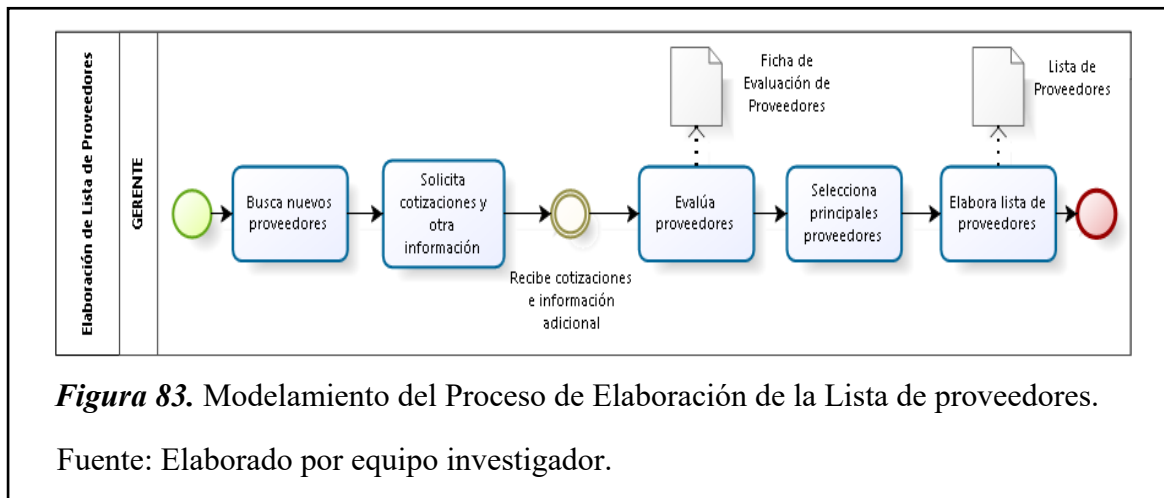 Elaboración de Lista de Proveedores
GERENTE
Busca nuevos
proveedores
Solicita
cotizaciones y
otra
información
Recibe cotizaciones
e información
adicional
Ficha de
Evaluación de
Proveedores
Evalúa
proveedores
Selecciona
principales
proveedores
Lista de
Proveedores
Elabora lista de
proveedores
Figura 83. Modelamiento del Proceso de Elaboración de la Lista de proveedores.
Fuente: Elaborado por equipo investigador.